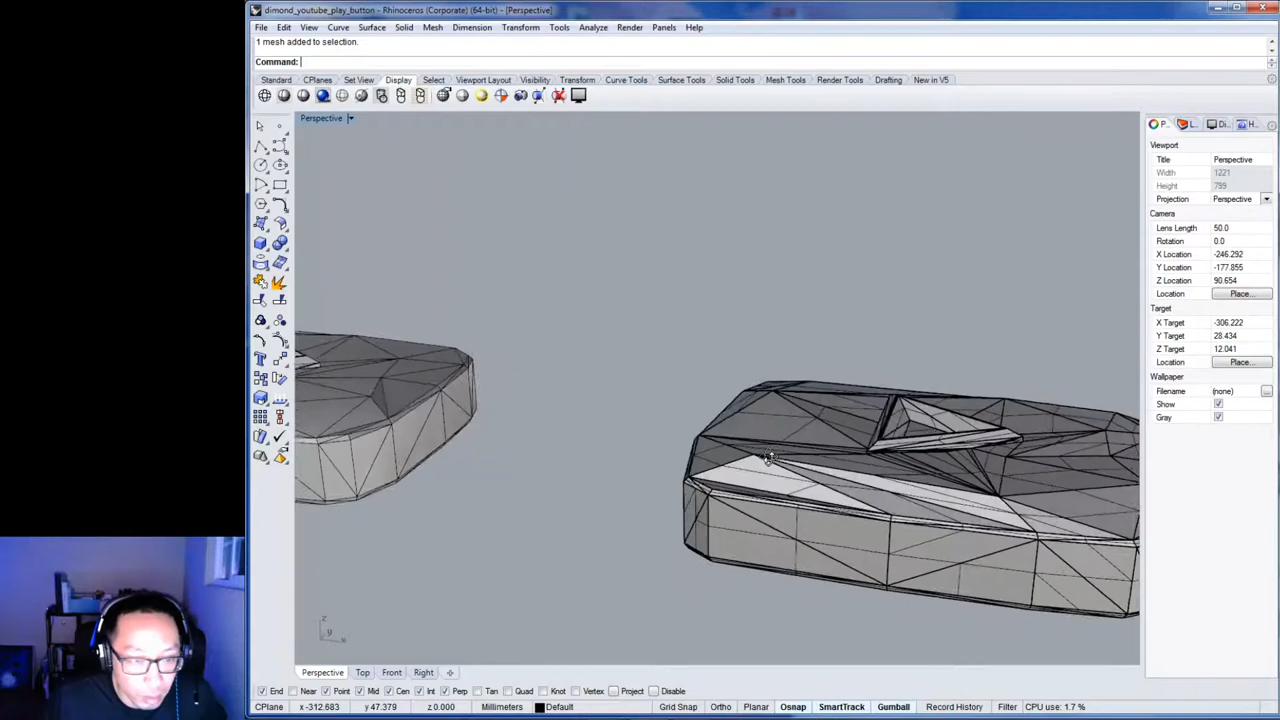 dimond_youtube_play_button - Rhinoceros (Corporate) (64-bit) - [Perspective]
File Edit View Curve Surface Solid Mesh Dimension Transform Tools Analyze Render Panels Help
1 mesh added to selection.
Command:
Standard CPlanes Set View Display Select Viewport Layout Visibility Transform Curve Tools Surface Tools Solid Tools Mesh Tools Render Tools Drafting New in V5
Perspective
P... L... Di... H...
Viewport
Title Perspective
Width 1221
Height 799
Projection Perspective
Camera
Lens Length 50.0
Rotation 0.0
X Location -246.292
Y Location -177.855
Z Location 90.654
Location Place...
Target
X Target -306.222
Y Target 28.434
Z Target 12.041
Location Place...
Wallpaper
Filename (none) ...
Show
Gray
z
y x
Perspective Top Front Right
End Near Point Mid Cen Int Perp Tan Quad Knot Vertex Project Disable
CPlane x -312.683 y 47.379 z 0.000 Millimeters Default Grid Snap Ortho Planar Osnap SmartTrack Gumball Record History Filter CPU use: 1.7 %